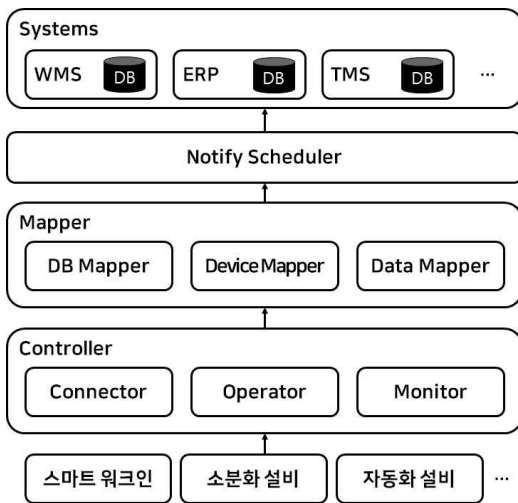 Systems
WMS DB ERP DB TMS DB ...
Notify Scheduler
Mapper
DB Mapper Device Mapper Data Mapper
Controller
Connector Operator Monitor
스마트 워크인 소분화 설비 자동화 설비 ...